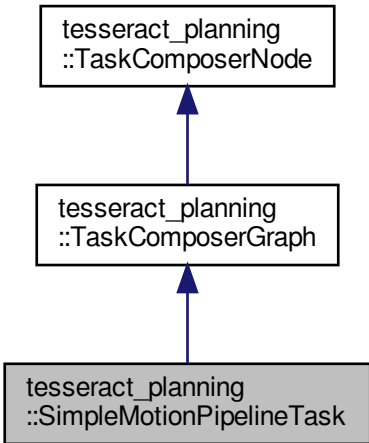 tesseract_planning
::TaskComposerNode
tesseract_planning
::TaskComposerGraph
tesseract_planning
::SimpleMotionPipelineTask